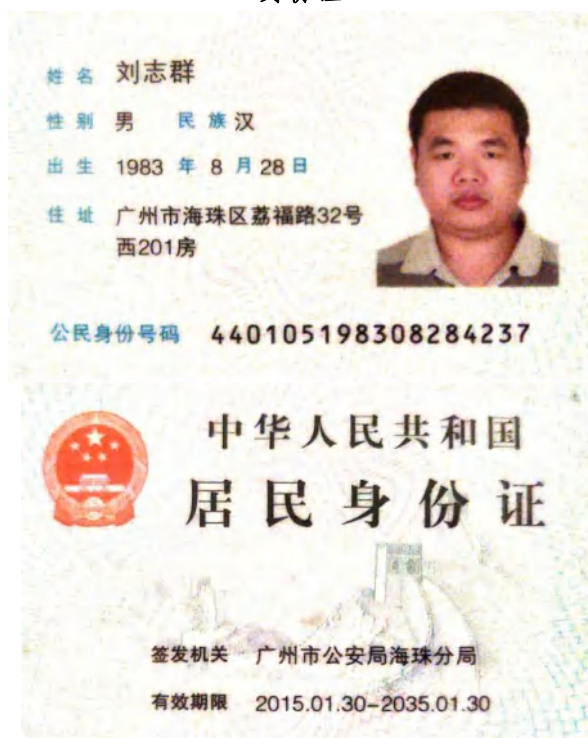 姓名 刘志群
性别 男 民族 汉
出生 1983 年 8 月 28 日
住址 广州市海珠区荔福路32号
西201房
公民身份号码 440105198308284237
中华人民共和国
居民身份证
签发机关 广州市公安局海珠分局
有效期限 2015.01.30-2035.01.30